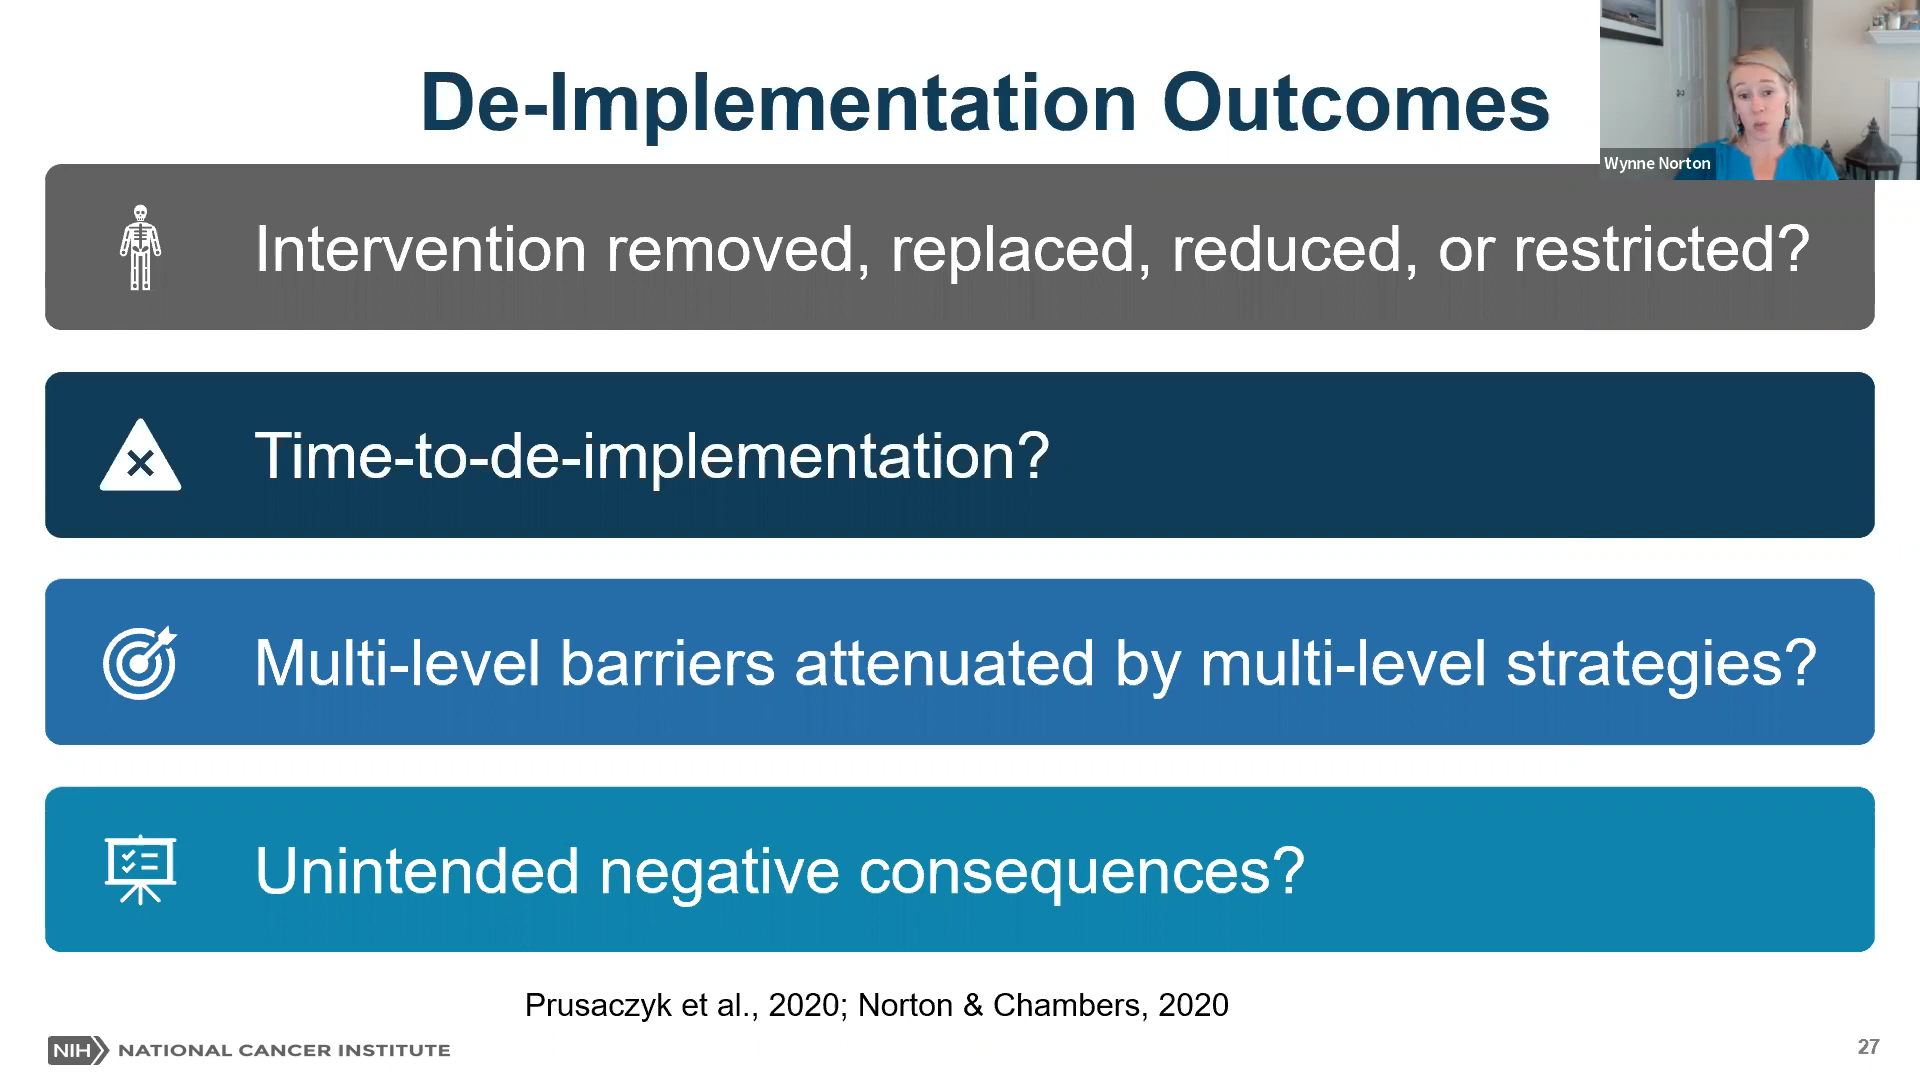 De-Implementation Outcomes
Wynne Norton
Intervention removed, replaced, reduced, or restricted?
Time-to-de-implementation?
Multi-level barriers attenuated by multi-level strategies?
Unintended negative consequences?
Prusaczyk et al., 2020; Norton & Chambers, 2020
NIH NATIONAL CANCER INSTITUTE
27